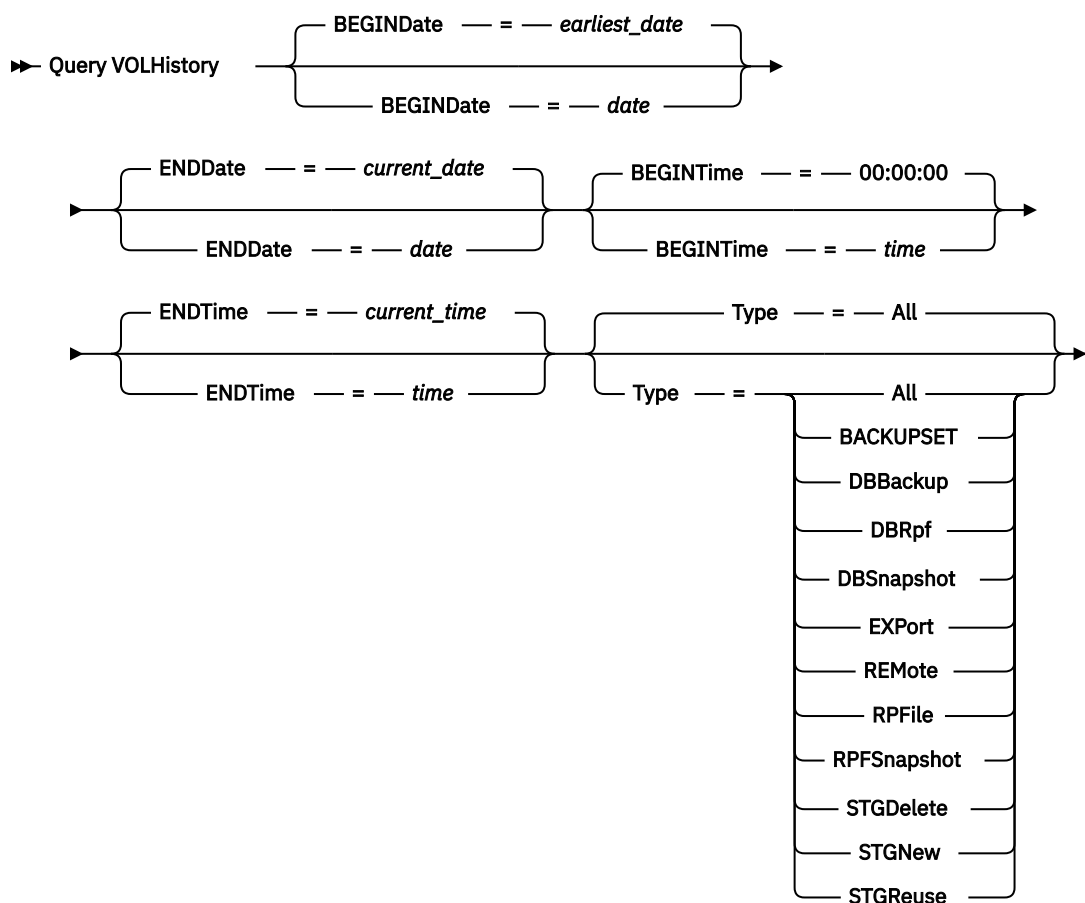 BEGINDate = earliest_date
Query VOLHistory
BEGINDate = date
ENDDate = current_date BEGINTime = 00:00:00
ENDDate = date BEGINTime = time
ENDTime = current_time Type = All
ENDTime = time Type = All
BACKUPSET
DBBackup
DBRpf
DBSnapshot
EXPort
REMote
RPFile
RPFSnapshot
STGDelete
STGNew
STGReuse